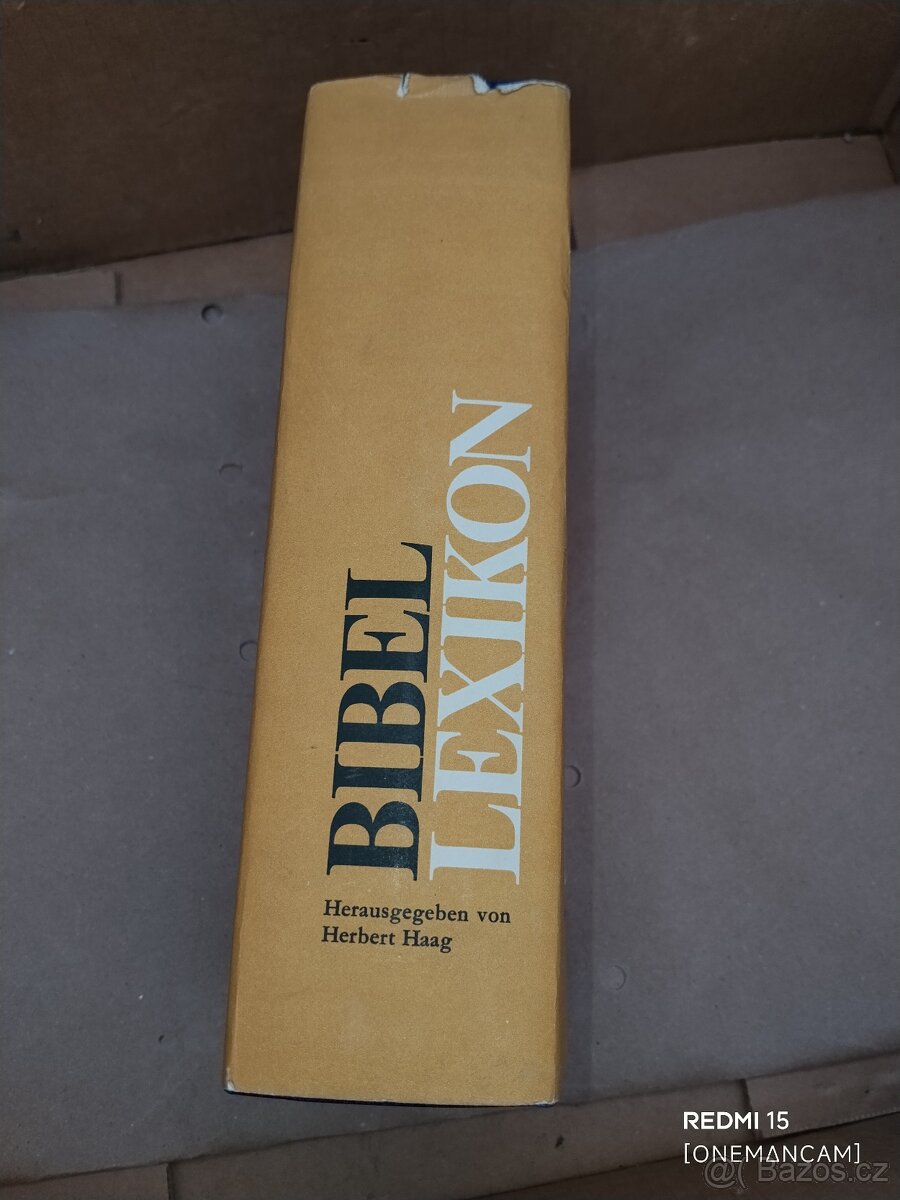 BIBEL
LEXIKON
Herausgegeben von
Herbert Haag
REDMI 15
[ONEMANCAM]
@( Bazos.cz